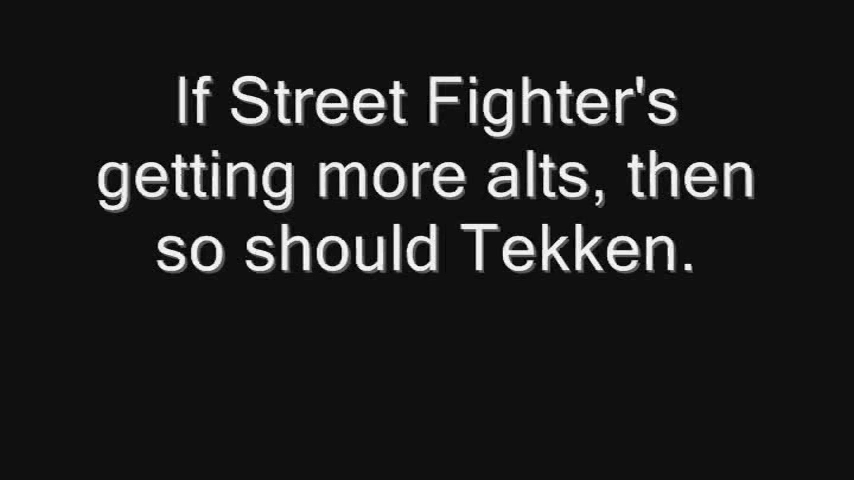 If Street Fighter's
getting more alts, then
so should Tekken.